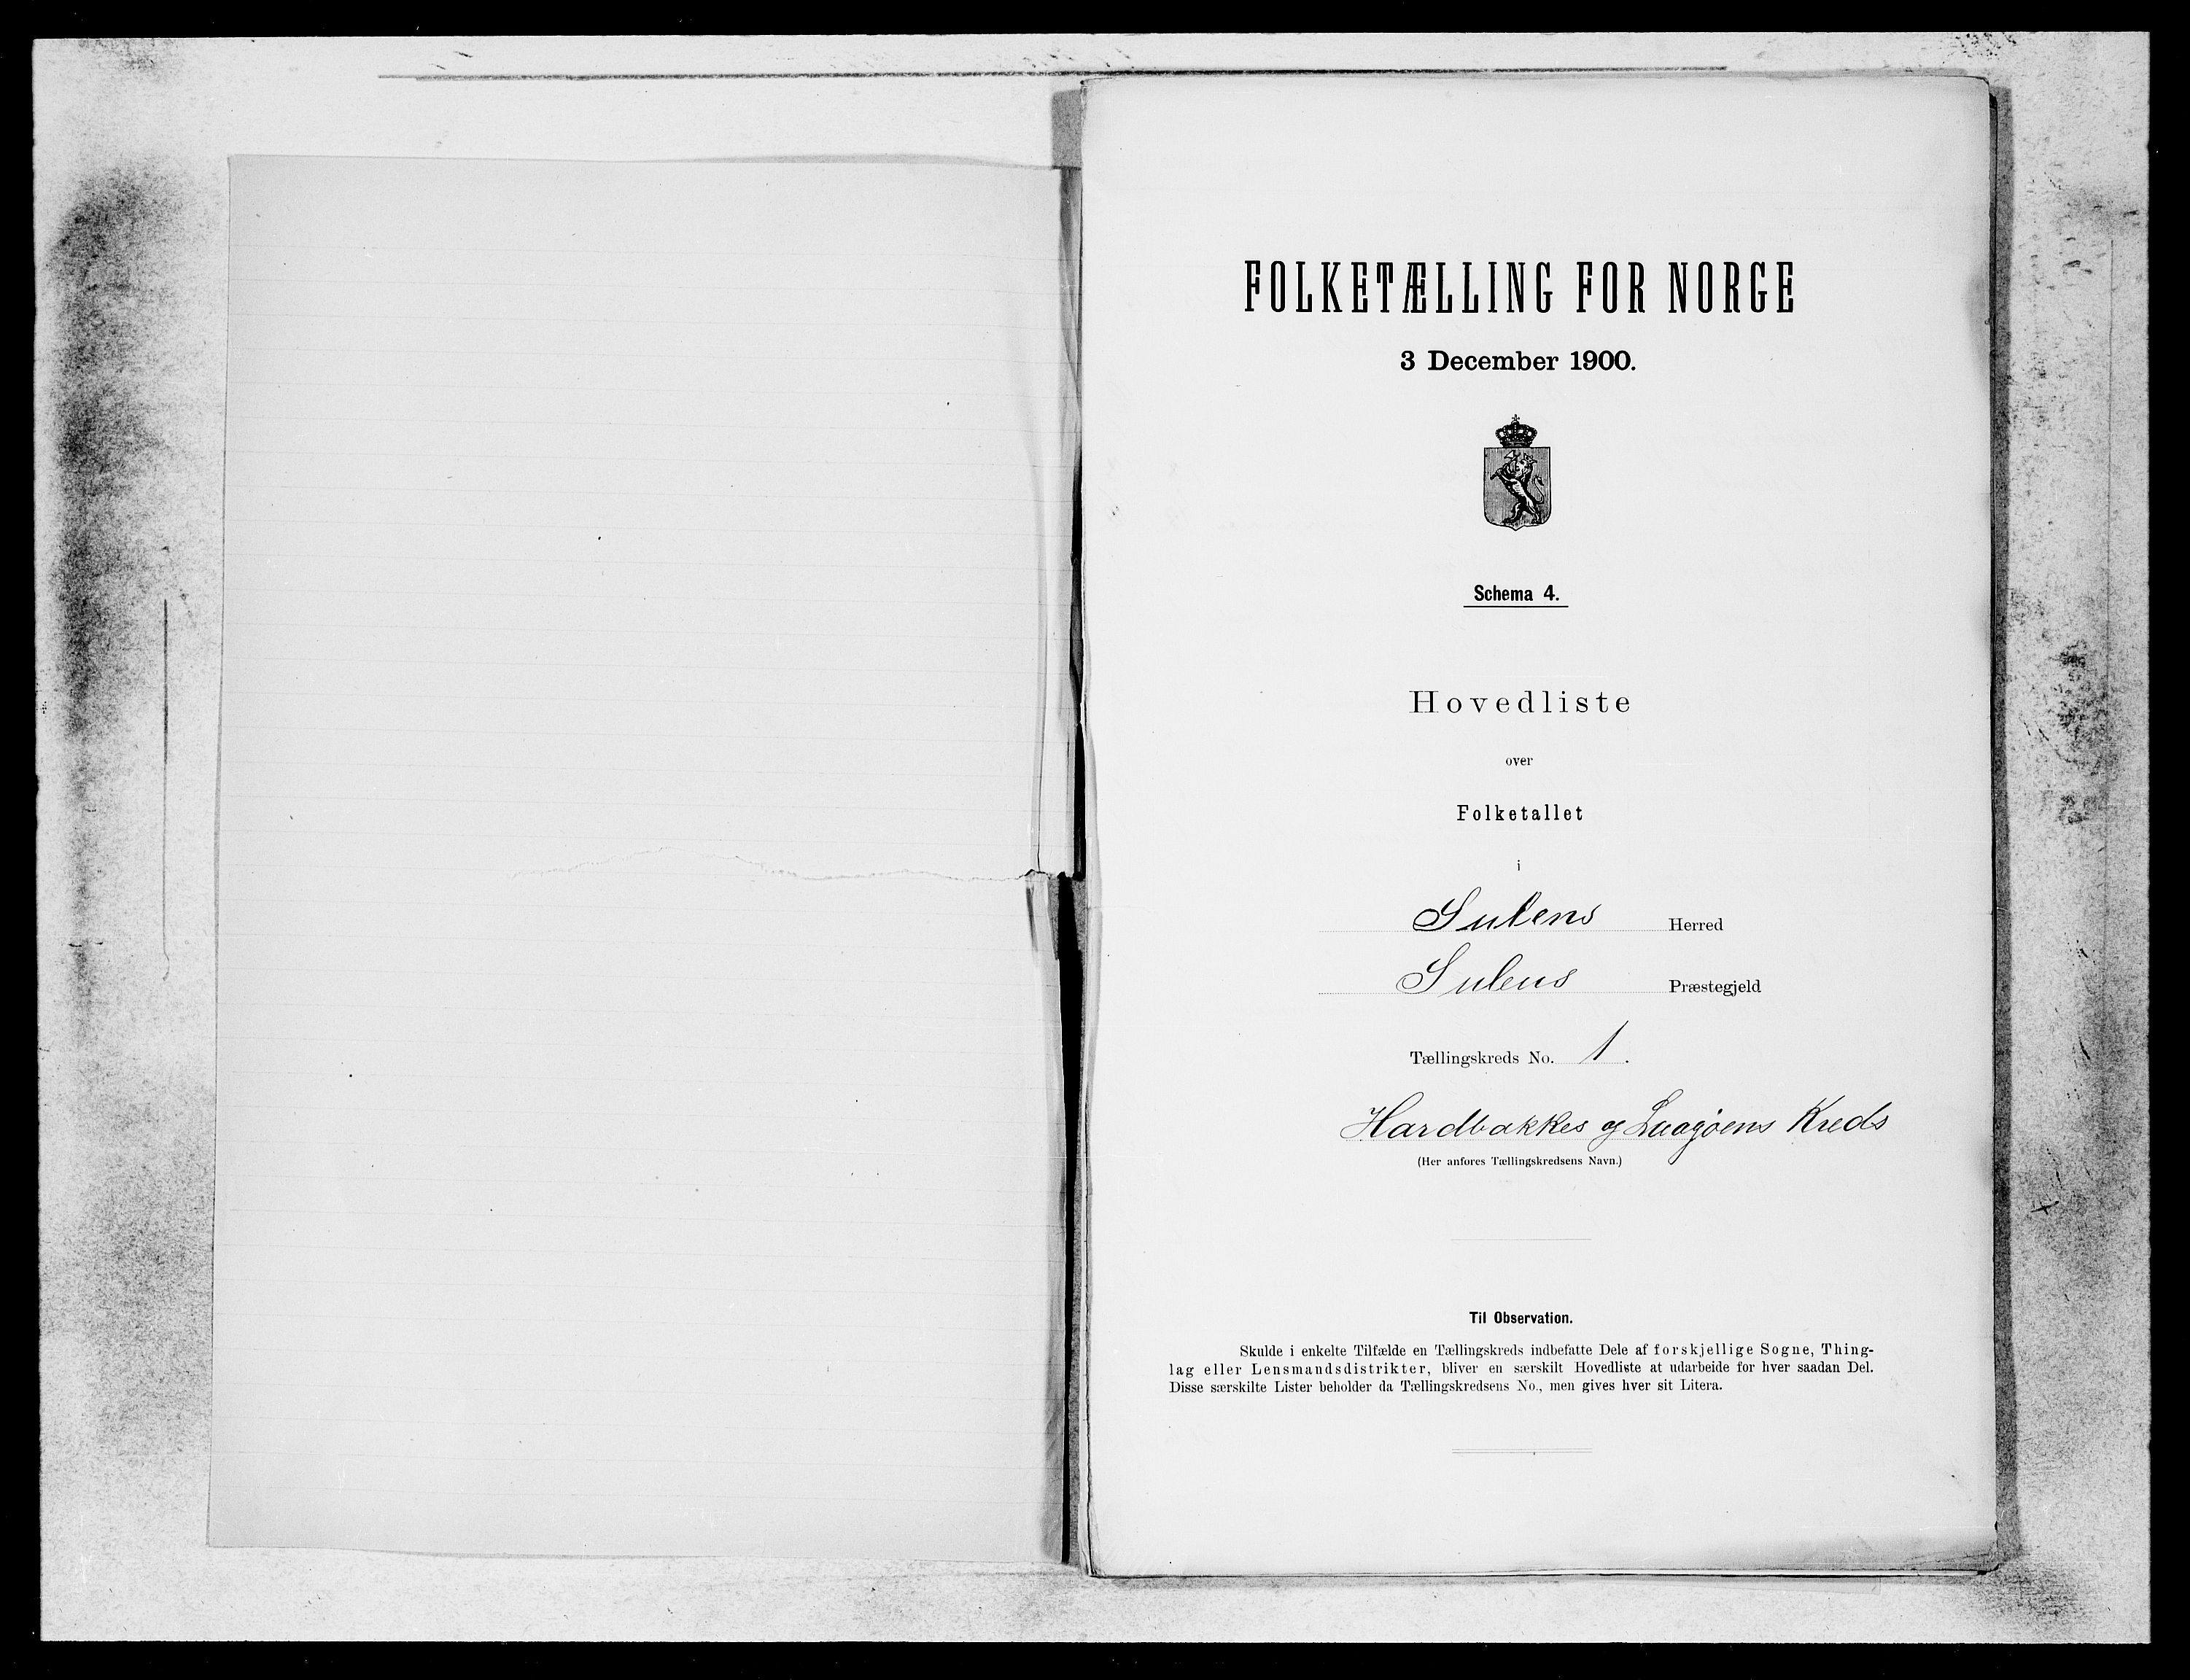 FOLKETÆLLING FOR NORGE
3 December 1900.
Schema 4.
Hovedliste
over
Folketallet
i
Sulens Herred
Sulens Præstegjeld
Tællingskreds No. 1.
Hardbakkes og Kreds
(Her anføres Tællingskredsens Navn.)
Til Observation.
Skulde i enkelte Tilfælde en Tællingskreds indbefatte Dele af forskjellige Sogne, Thing-
lag eller Lensmandsdistrikter, bliver en særskilt Hovedliste at udarbeide for hver saadan Del.
Disse særskilte Lister beholder da Tællingskredsens No., men gives hver sit Litera.